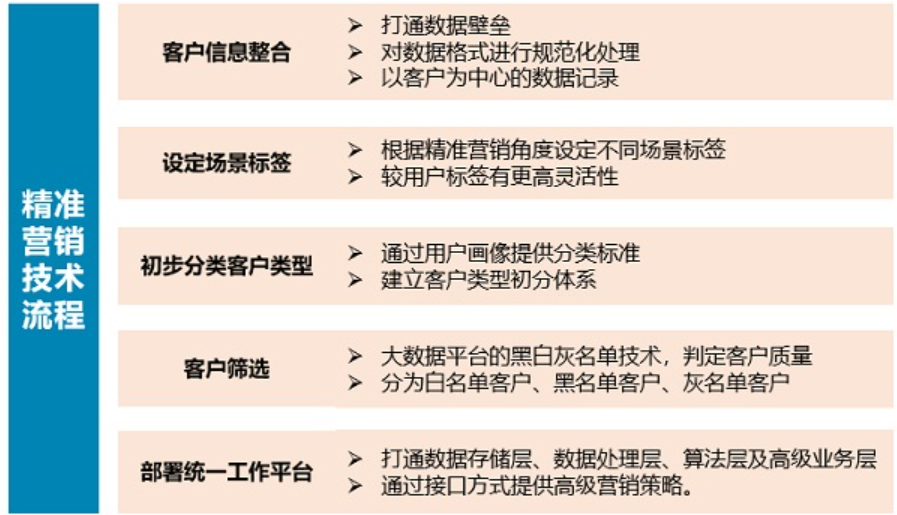 精准
营销
技术
流程
客户信息整合
➢ 打通数据壁垒
➢ 对数据格式进行规范化处理
➢ 以客户为中心的数据记录
设定场景标签
➢ 根据精准营销角度设定不同场景标签
➢ 较用户标签有更高灵活性
初步分类客户类型
➢ 通过用户画像提供分类标准
➢ 建立客户类型初分体系
客户筛选
➢ 大数据平台的黑白灰名单技术，判定客户质量
➢ 分为白名单客户、黑名单客户、灰名单客户
部署统一工作平台
➢ 打通数据存储层、数据处理层、算法层及高级业务层
➢ 通过接口方式提供高级营销策略。